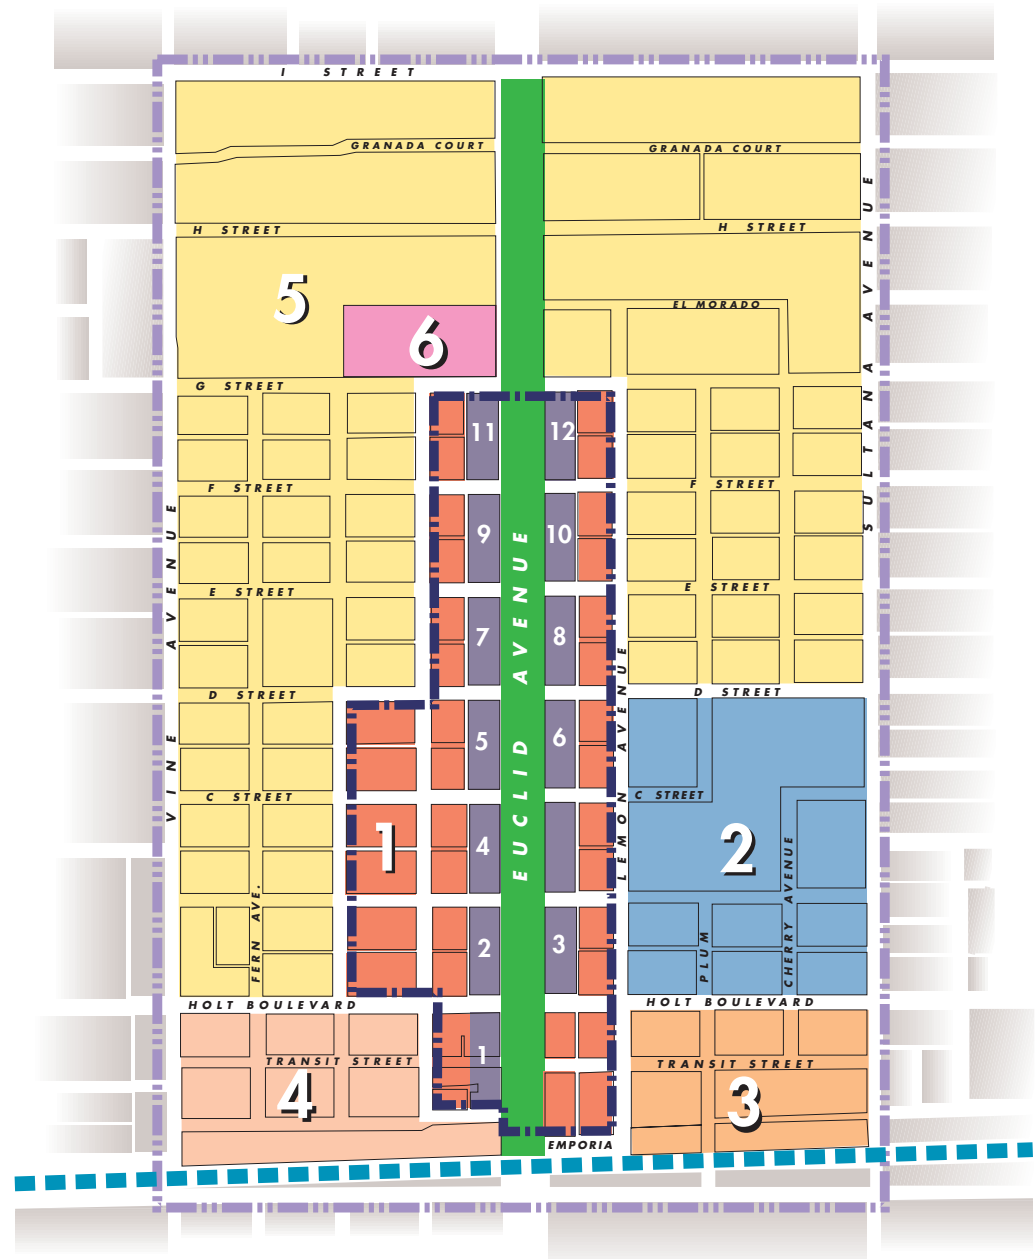 I STREET
GRANADA COURT
GRANADA COURT
H STREET
H STREET
5
6
EL MORADO
SULTANA AVENUE
G STREET
11
12
F STREET
F STREET
9
10
VINE AVENUE
EUCLID AVENUE
E STREET
E STREET
7
8
LEMON AVENUE
D STREET
D STREET
5
6
C STREET
C STREET
1
4
2
FERN AVE.
2
3
PLUM
CHERRY AVENUE
HOLT BOULEVARD
HOLT BOULEVARD
1
TRANSIT STREET
TRANSIT STREET
4
3
EMPORIA